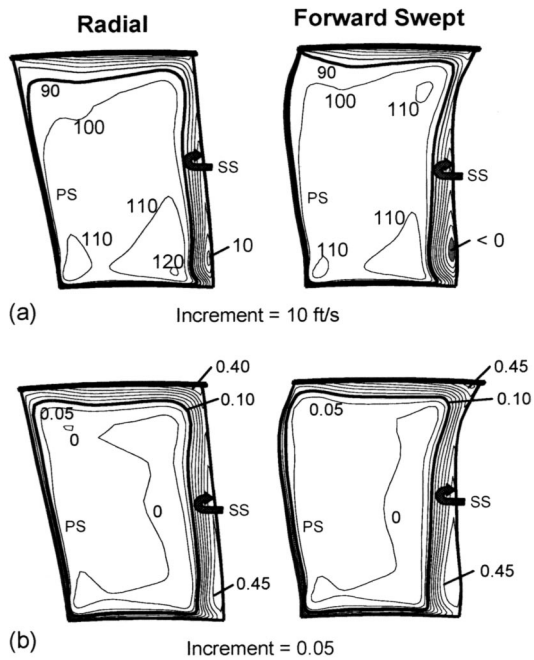 Radial
Forward Swept
90
100
110
PS
SS
110
110
120
10
90
100
110
PS
SS
110
110
< 0
(a)
Increment = 10 ft/s
0.40
0.10
0.05
0
0
PS
SS
0.45
0.45
0.10
0.05
0
PS
SS
0.45
(b)
Increment = 0.05